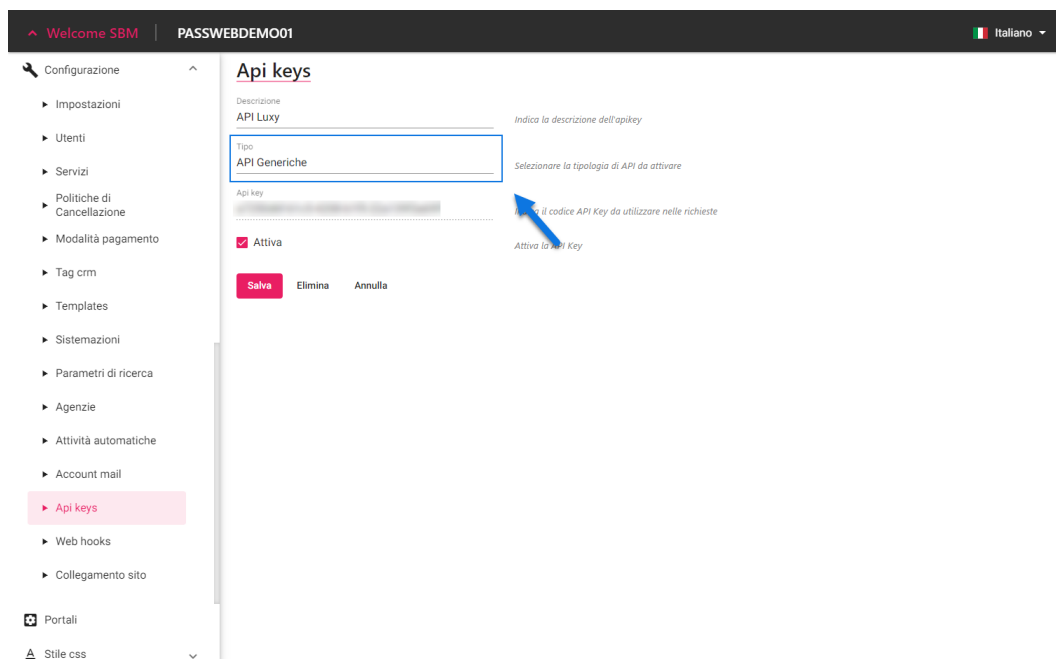 Welcome SBM
PASSWEBDEMO01
Italiano
Configurazione
Impostazioni
Utenti
Servizi
Politiche di
Cancellazione
Modalità pagamento
Tag crm
Templates
Sistemazioni
Parametri di ricerca
Agenzie
Attività automatiche
Account mail
Api keys
Web hooks
Collegamento sito
Portali
Stile css
Api keys
Descrizione
API Luxy
Indica la descrizione dell'apikey
Tipo
API Generiche
Selezionare la tipologia di API da attivare
Api key
il codice API Key da utilizzare nelle richieste
Attiva
Attiva la API Key
Salva
Elimina
Annulla